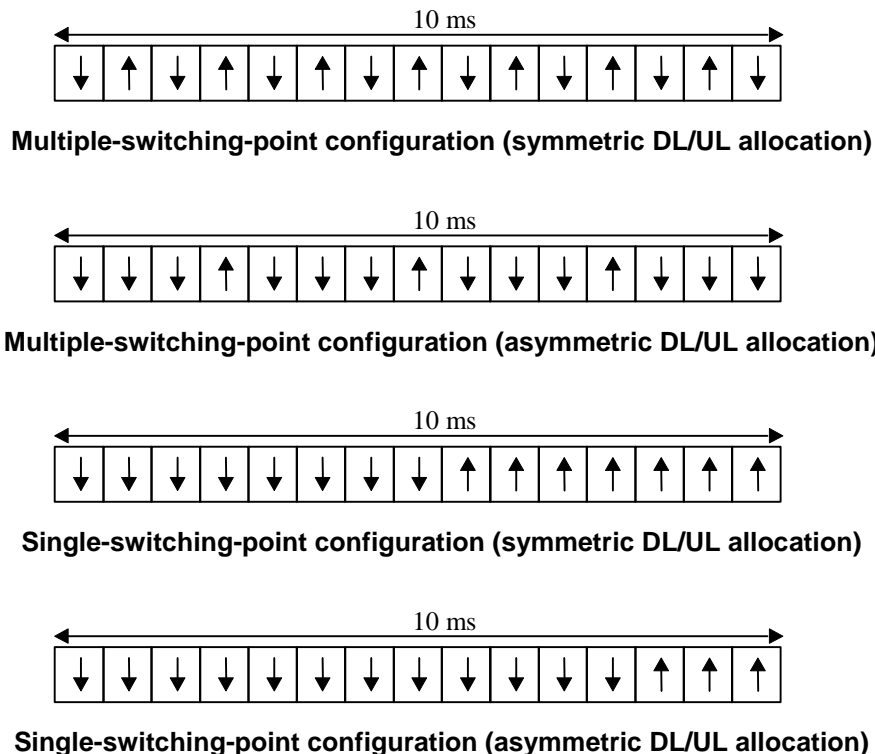 10 ms
Multiple-switching-point configuration (symmetric DL/UL allocation)
10 ms
Multiple-switching-point configuration (asymmetric DL/UL allocation)
10 ms
Single-switching-point configuration (symmetric DL/UL allocation)
10 ms
Single-switching-point configuration (asymmetric DL/UL allocation)